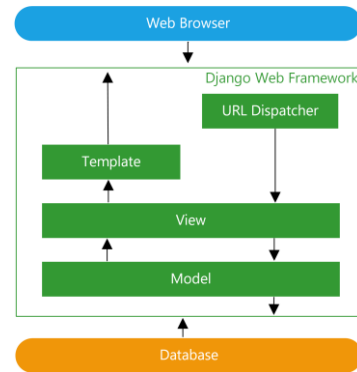 Web Browser
Django Web Framework
URL Dispatcher
Template
View
Model
Database